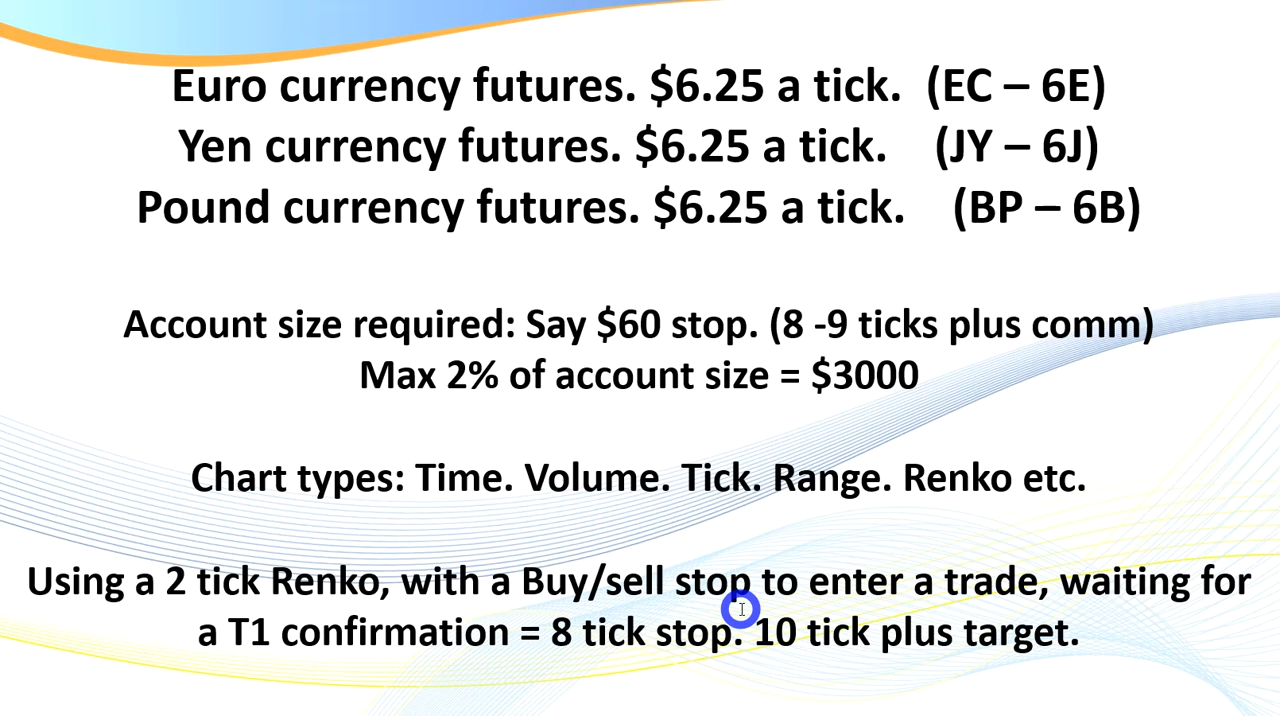 Euro currency futures. $6.25 a tick. (EC – 6E)
Yen currency futures. $6.25 a tick. (JY – 6J)
Pound currency futures. $6.25 a tick. (BP – 6B)
Account size required: Say $60 stop. (8 -9 ticks plus comm)
Max 2% of account size = $3000
Chart types: Time. Volume. Tick. Range. Renko etc.
Using a 2 tick Renko, with a Buy/sell stop to enter a trade, waiting for
a T1 confirmation = 8 tick stop. 10 tick plus target.